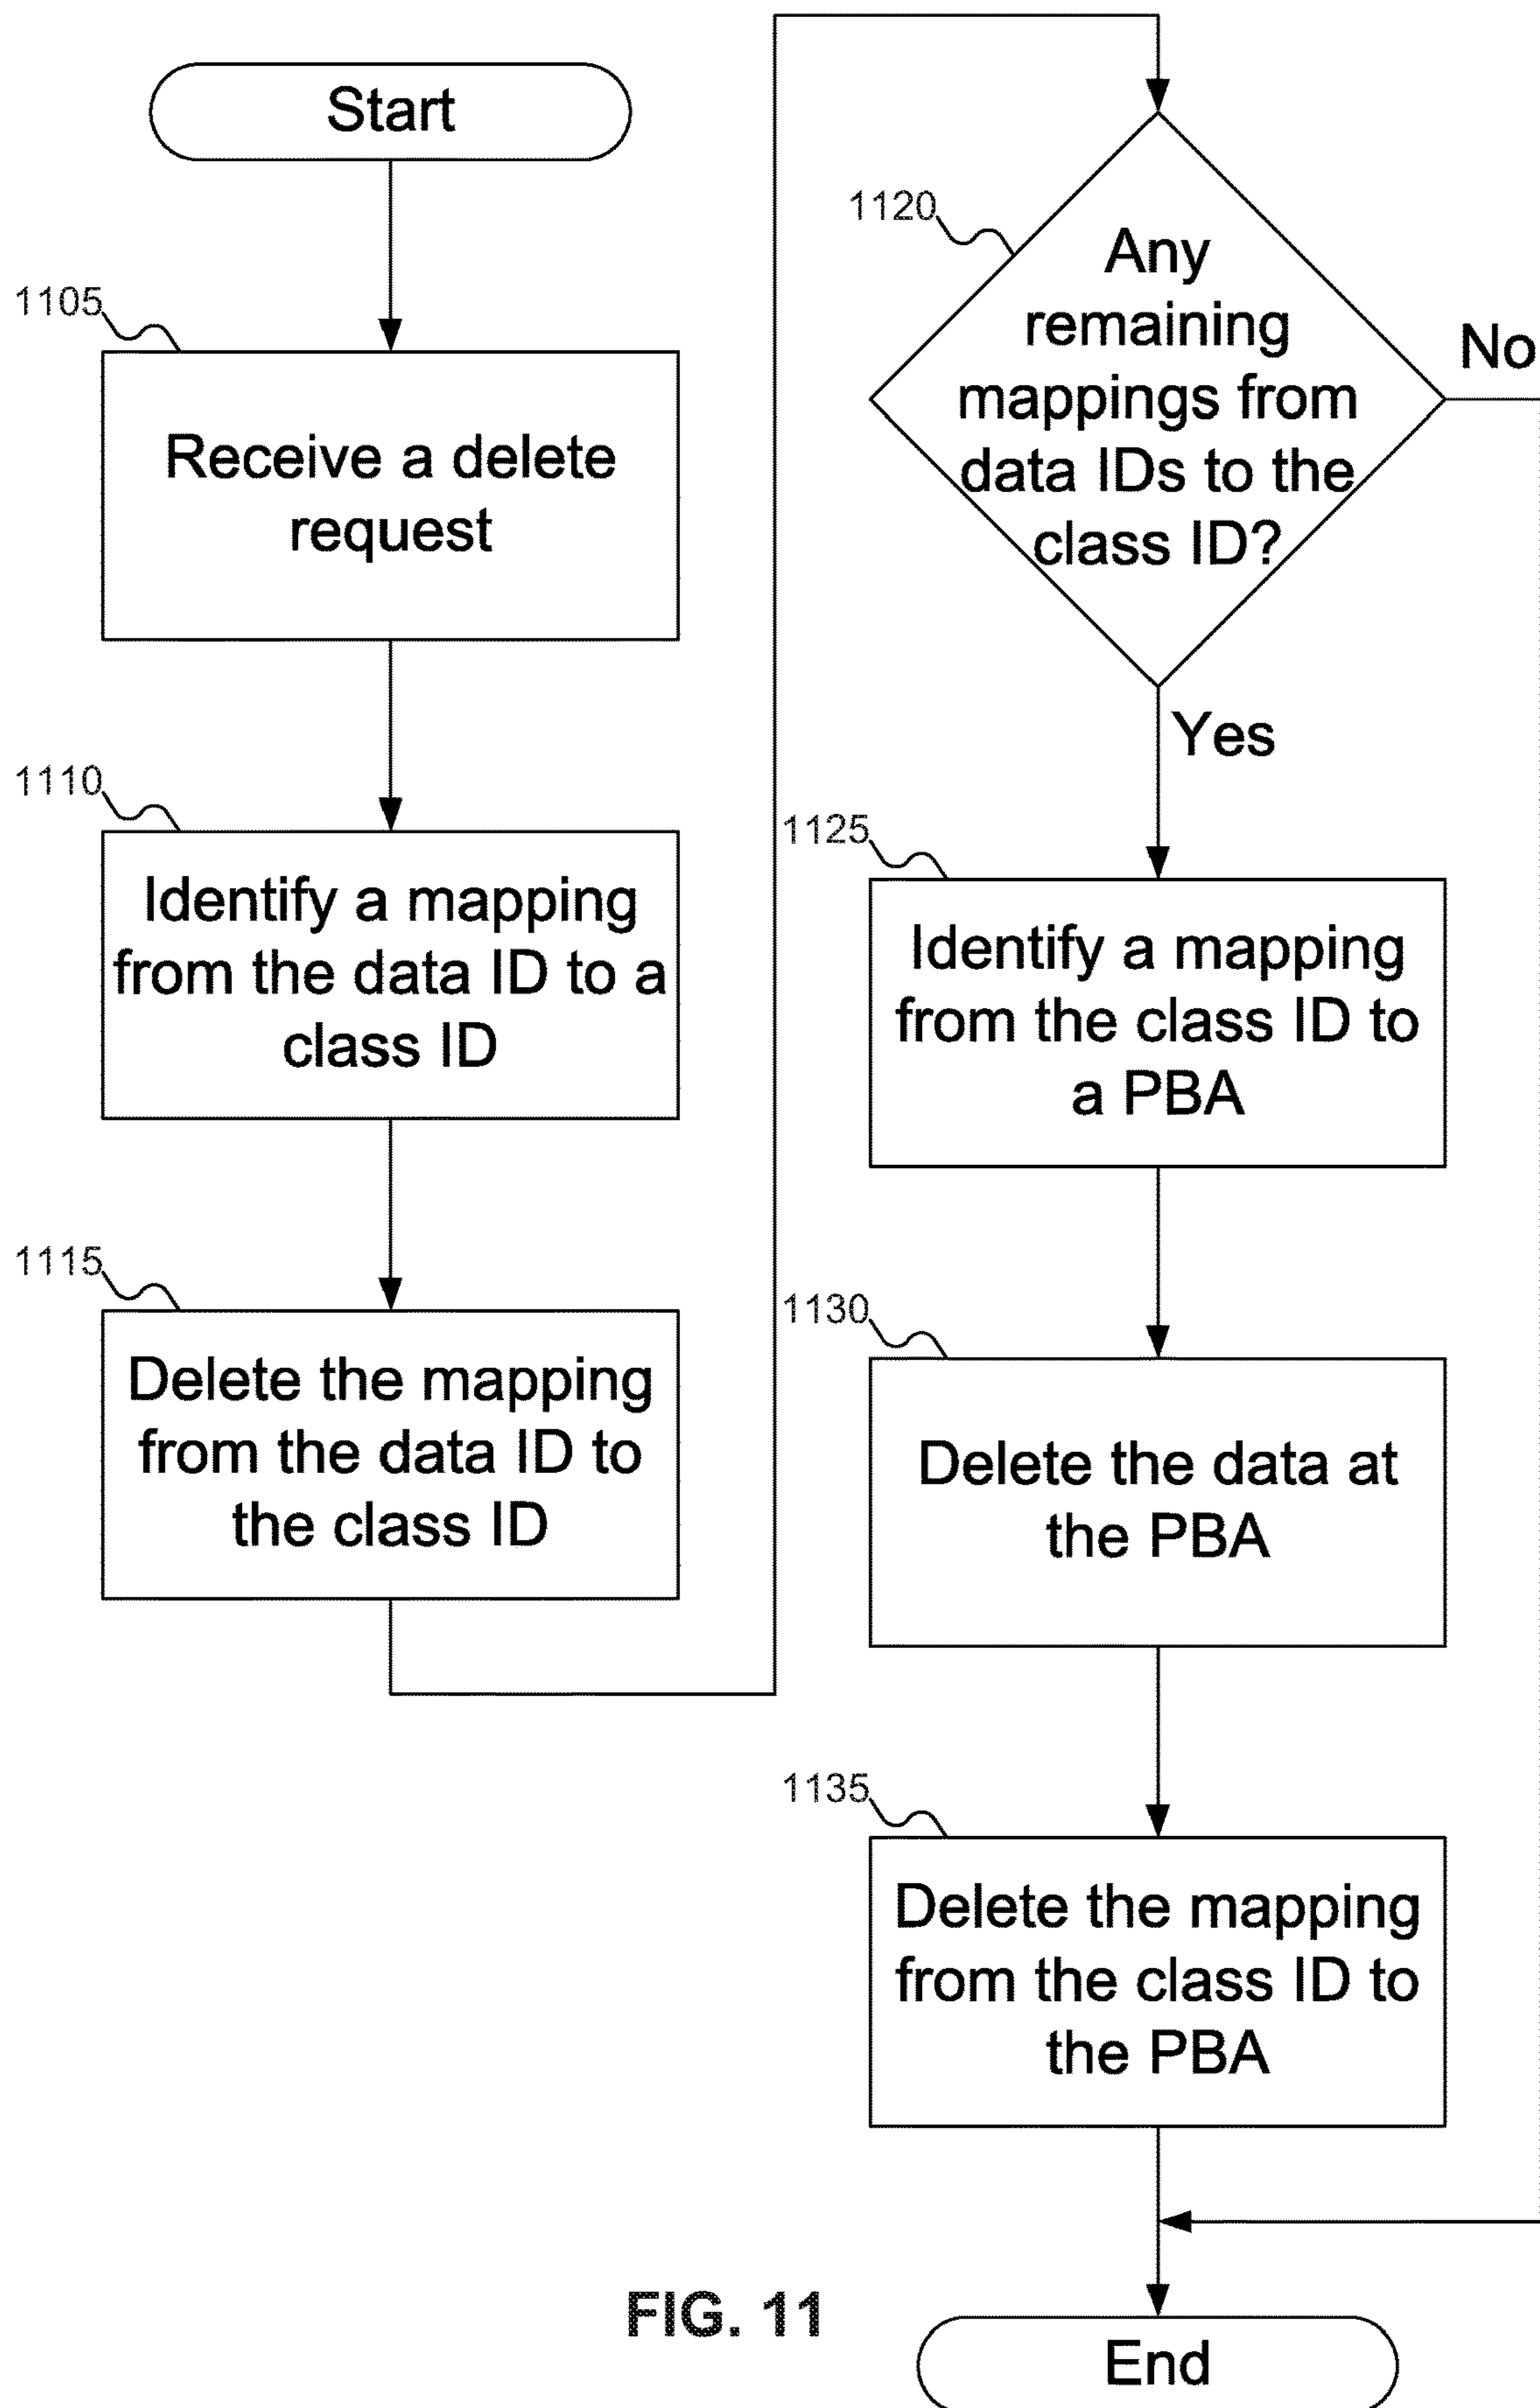 Start
1105
Receive a delete
request
1110
Identify a mapping
from the data ID to a
class ID
1115
Delete the mapping
from the data ID to
the class ID
1120
Any
remaining
mappings from
data IDs to the
class ID?
No
Yes
1125
Identify a mapping
from the class ID to
a PBA
1130
Delete the data at
the PBA
1135
Delete the mapping
from the class ID to
the PBA
End
FIG. 11